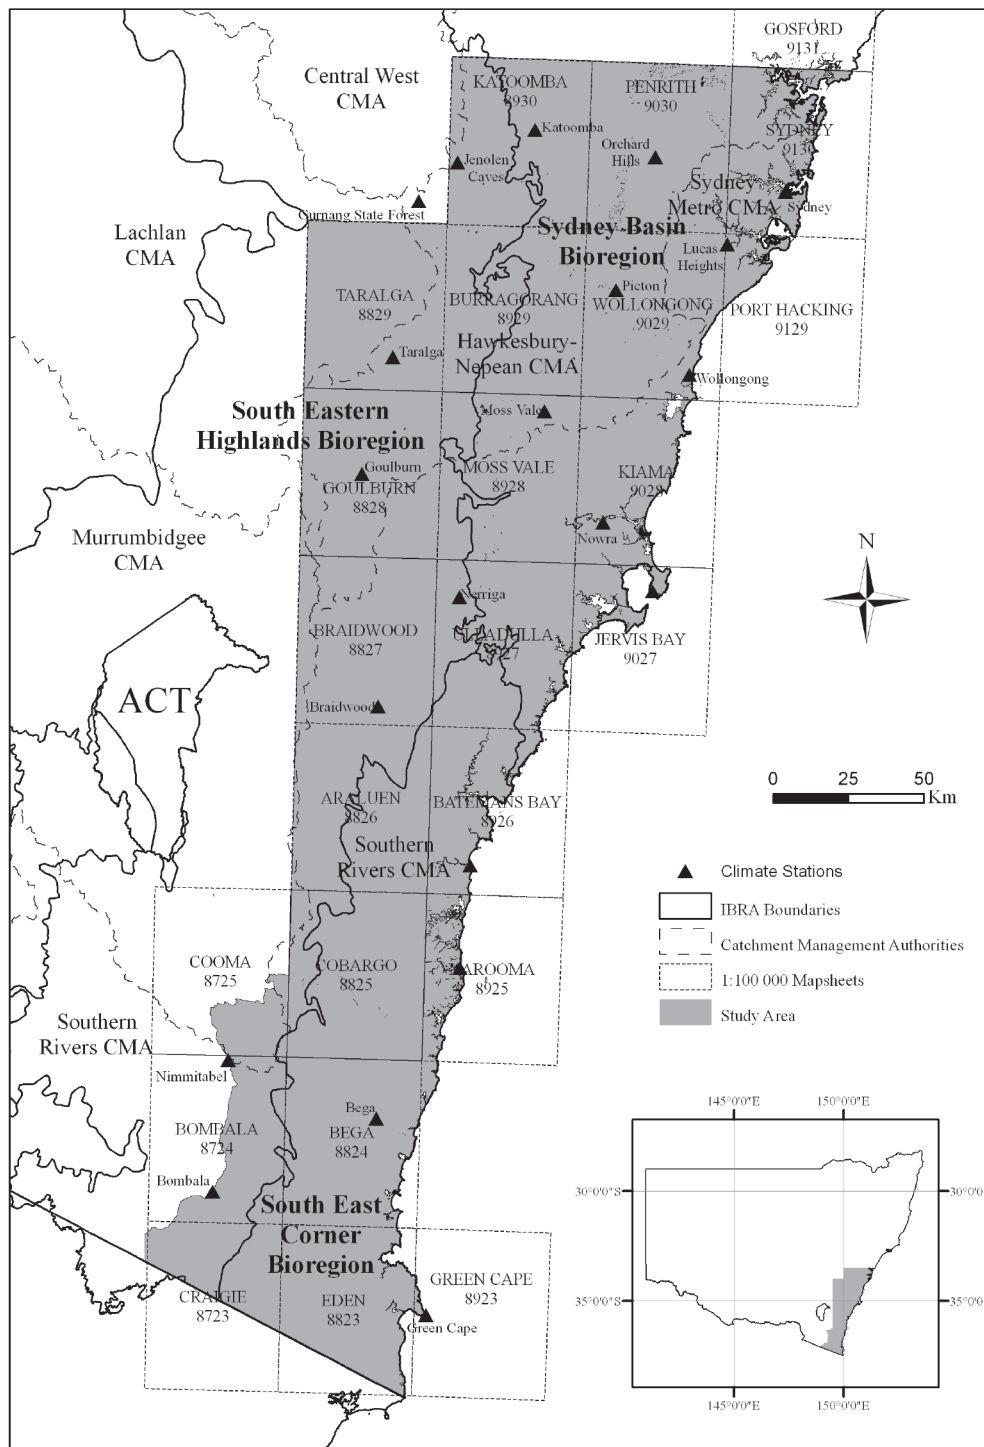 GOSFORD
9131
Central West
CMA
KATOOMBA
8930
PENRITH
9030
SYDNEY
9130
Katoomba
Orchard
Hills
Jenolen
Caves
Sydney
Metro CMA
Sydney
Gurnang State Forest
Lachlan
CMA
Sydney Basin
Bioregion
Lucas
Heights
TARALGA
8829
BURRAGORANG
8929
Picton
WOLLONGONG
9029
PORT HACKING
9129
Hawkesbury-
Nepean CMA
Taralga
Wollongong
South Eastern
Highlands Bioregion
Moss Vale
Goulburn
GOULBURN
8828
MOSS VALE
8928
KIAMA
9028
Murrumbidgee
CMA
Nowra
N
Nerriga
BRAIDWOOD
8827
ULLADULLA
JERVIS BAY
9027
ACT
Braidwood
0 25 50
Km
ARALUEN
8826
BATEMANS BAY
8926
Southern
Rivers CMA
Climate Stations
IBRA Boundaries
Catchment Management Authorities
1:100 000 Mapsheets
Study Area
COOMA
8725
COBARGO
8825
AROOMA
8925
Southern
Rivers CMA
Nimmitabel
Bega
BEGA
8824
BOMBALA
8724
Bombala
South East
Corner
Bioregion
CRAIGIE
8723
EDEN
8823
GREEN CAPE
8923
Green Cape
145°0'0"E 150°0'0"E
30°0'0"S 30°0'0"S
35°0'0"S 35°0'0"S
145°0'0"E 150°0'0"E